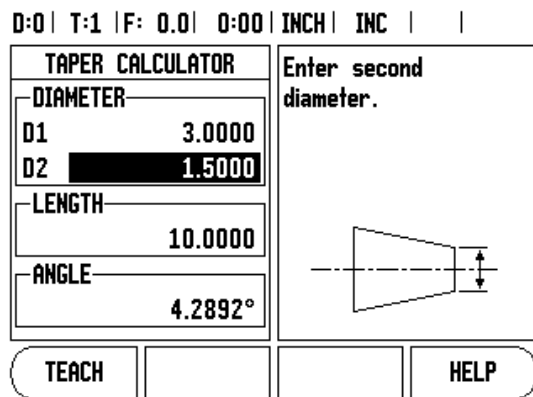 D:0| T:1 |F: 0.0| 0:00|INCH| INC | |
TAPER CALCULATOR
DIAMETER
D1 3.0000
D2 1.5000
LENGTH
10.0000
ANGLE
4.2892°
Enter second
diameter.
TEACH
HELP